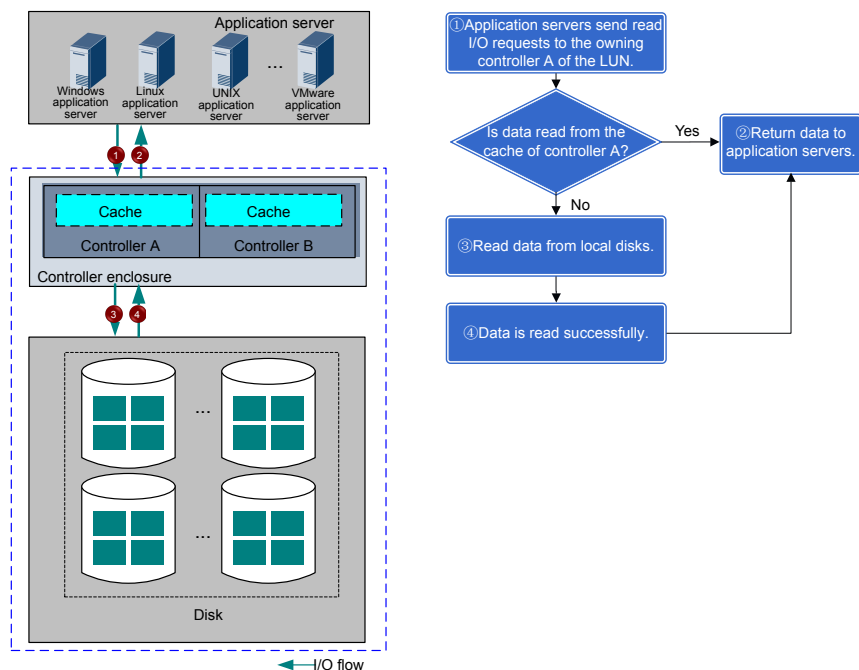 Application server
Windows
application
server
Linux
application
server
UNIX
application
server
...
VMware
application
server
1
2
Cache
Cache
Controller A
Controller B
Controller enclosure
3
4
...
...
Disk
I/O flow
①Application servers send read
I/O requests to the owning
controller A of the LUN.
Is data read from the
cache of controller A?
Yes
②Return data to
application servers.
No
③Read data from local disks.
④Data is read successfully.